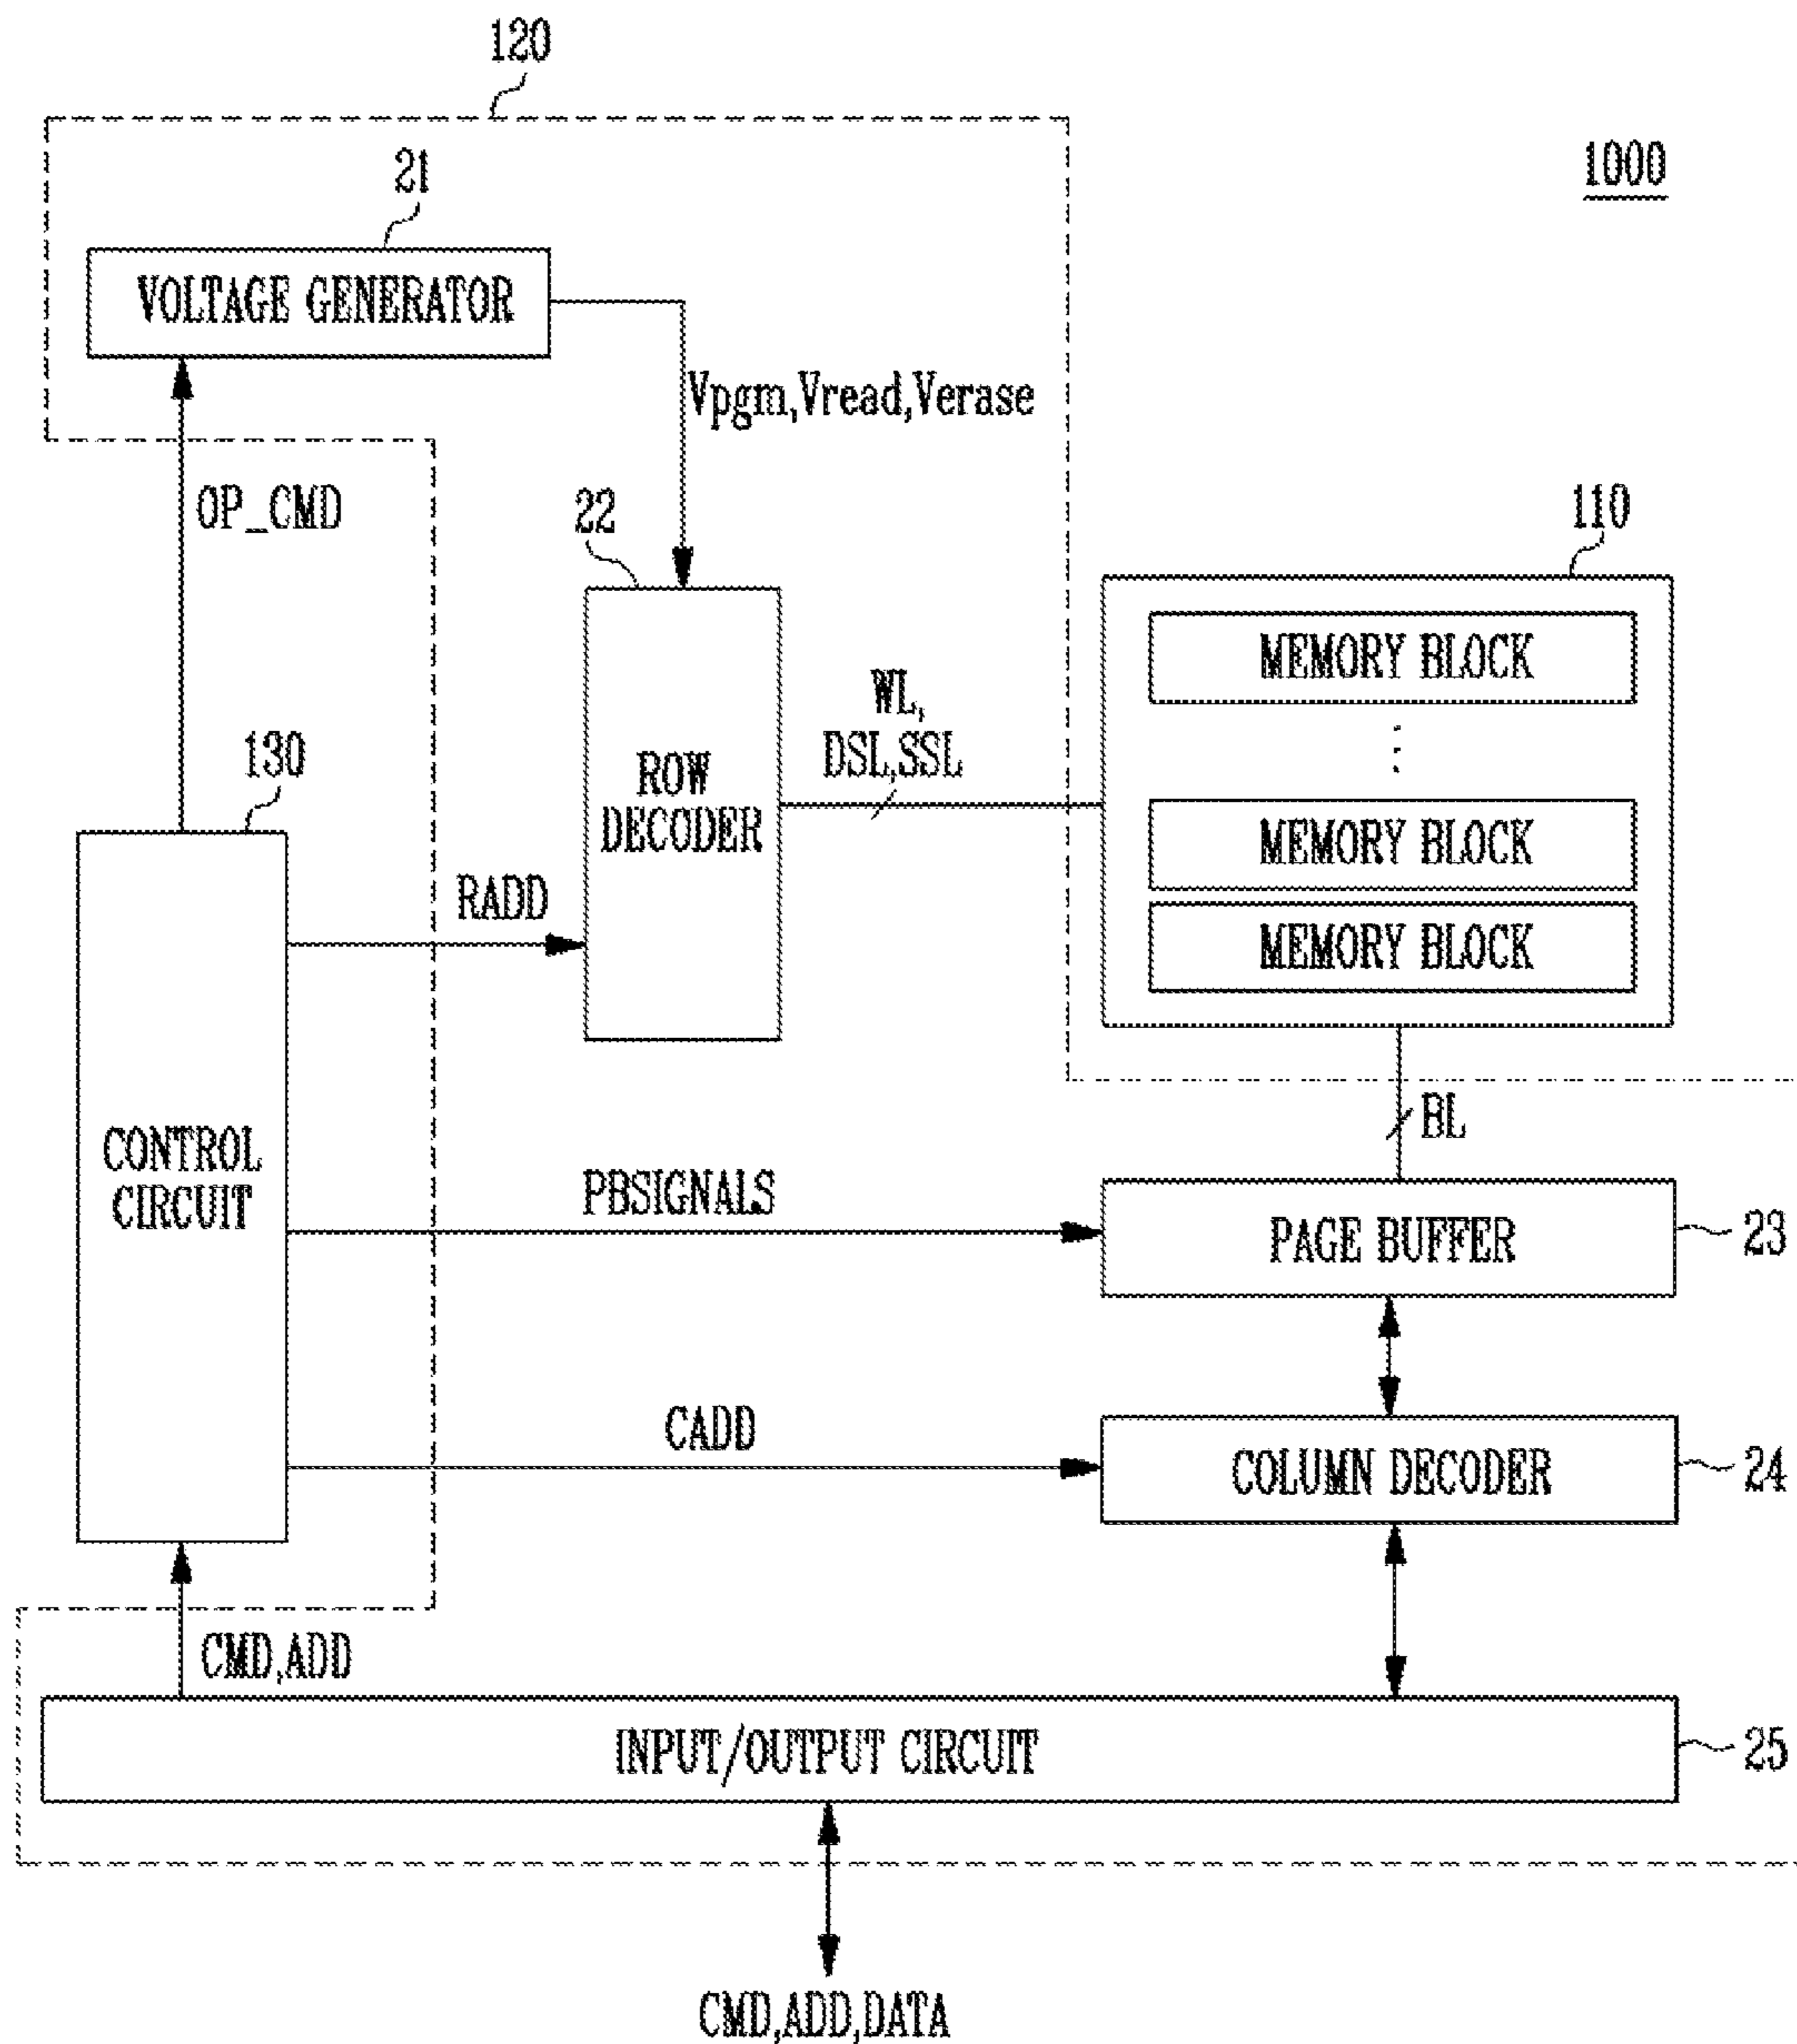 120
1000
21
VOLTAGE GENERATOR
Vpgm,Vread,Verase
OP_CMD
22
110
MEMORY BLOCK
WL,
DSL,SSL
130
ROW
DECODER
MEMORY BLOCK
RADD
MEMORY BLOCK
BL
CONTROL
CIRCUIT
PBSIGNALS
PAGE BUFFER
23
CADD
COLUMN DECODER
24
CMD,ADD
INPUT/OUTPUT CIRCUIT
25
CMD,ADD,DATA